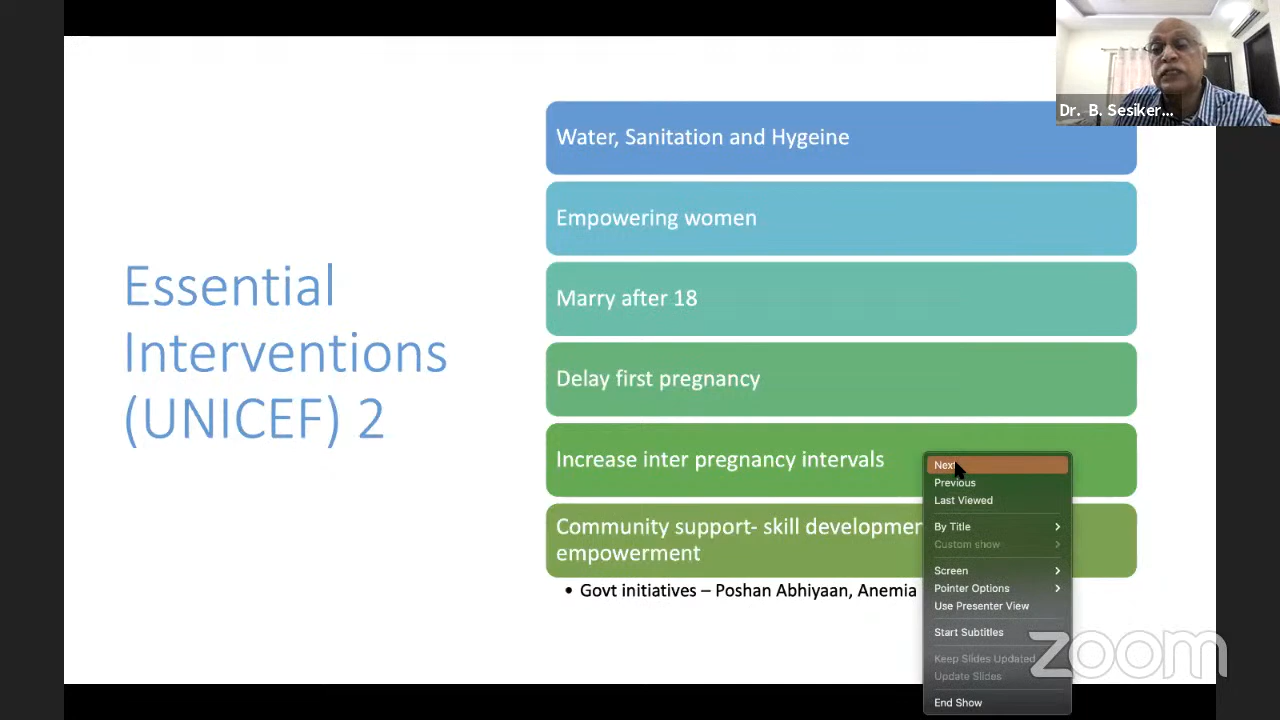 Dr. B. Sesiker...
Essential
Interventions
(UNICEF) 2
Water, Sanitation and Hygeine
Empowering women
Marry after 18
Delay first pregnancy
Increase inter pregnancy intervals
Community support- skill
empowerment
• Govt initiatives – Poshan Abhiyaan, Anemia
Next
Previous
Last Viewed
By Title
Custom show
Screen
Pointer Options
Use Presenter View
Start Subtitles
Keep Slides Updated
Update Slides
End Show
zoom